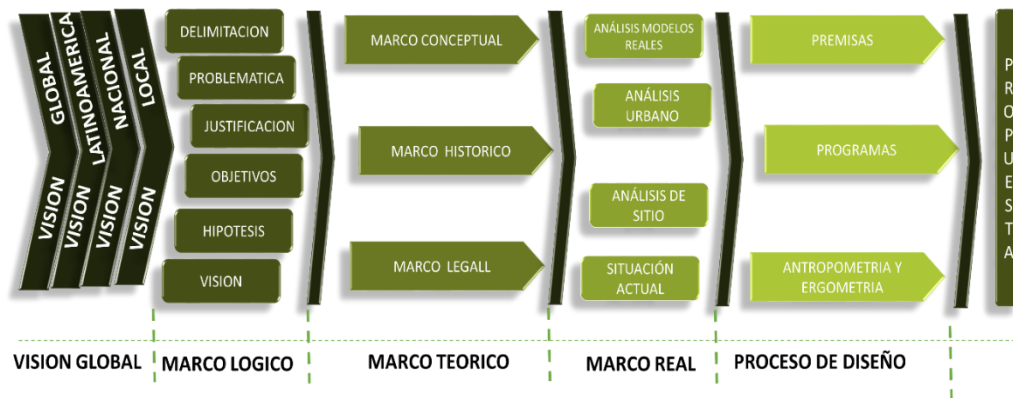 VISION GLOBAL
VISION LATINOAMERICA
VISION NACIONAL
VISION LOCAL
DELIMITACION
PROBLEMATICA
JUSTIFICACION
OBJETIVOS
HIPOTESIS
VISION
MARCO CONCEPTUAL
MARCO HISTORICO
MARCO LEGALL
ANÁLISIS MODELOS
REALES
ANÁLISIS
URBANO
ANÁLISIS DE
SITIO
SITUACIÓN
ACTUAL
PREMISAS
PROGRAMAS
ANTROPOMETRIA Y
ERGOMETRIA
PROPUESTA
VISION GLOBAL
MARCO LOGICO
MARCO TEORICO
MARCO REAL
PROCESO DE DISEÑO